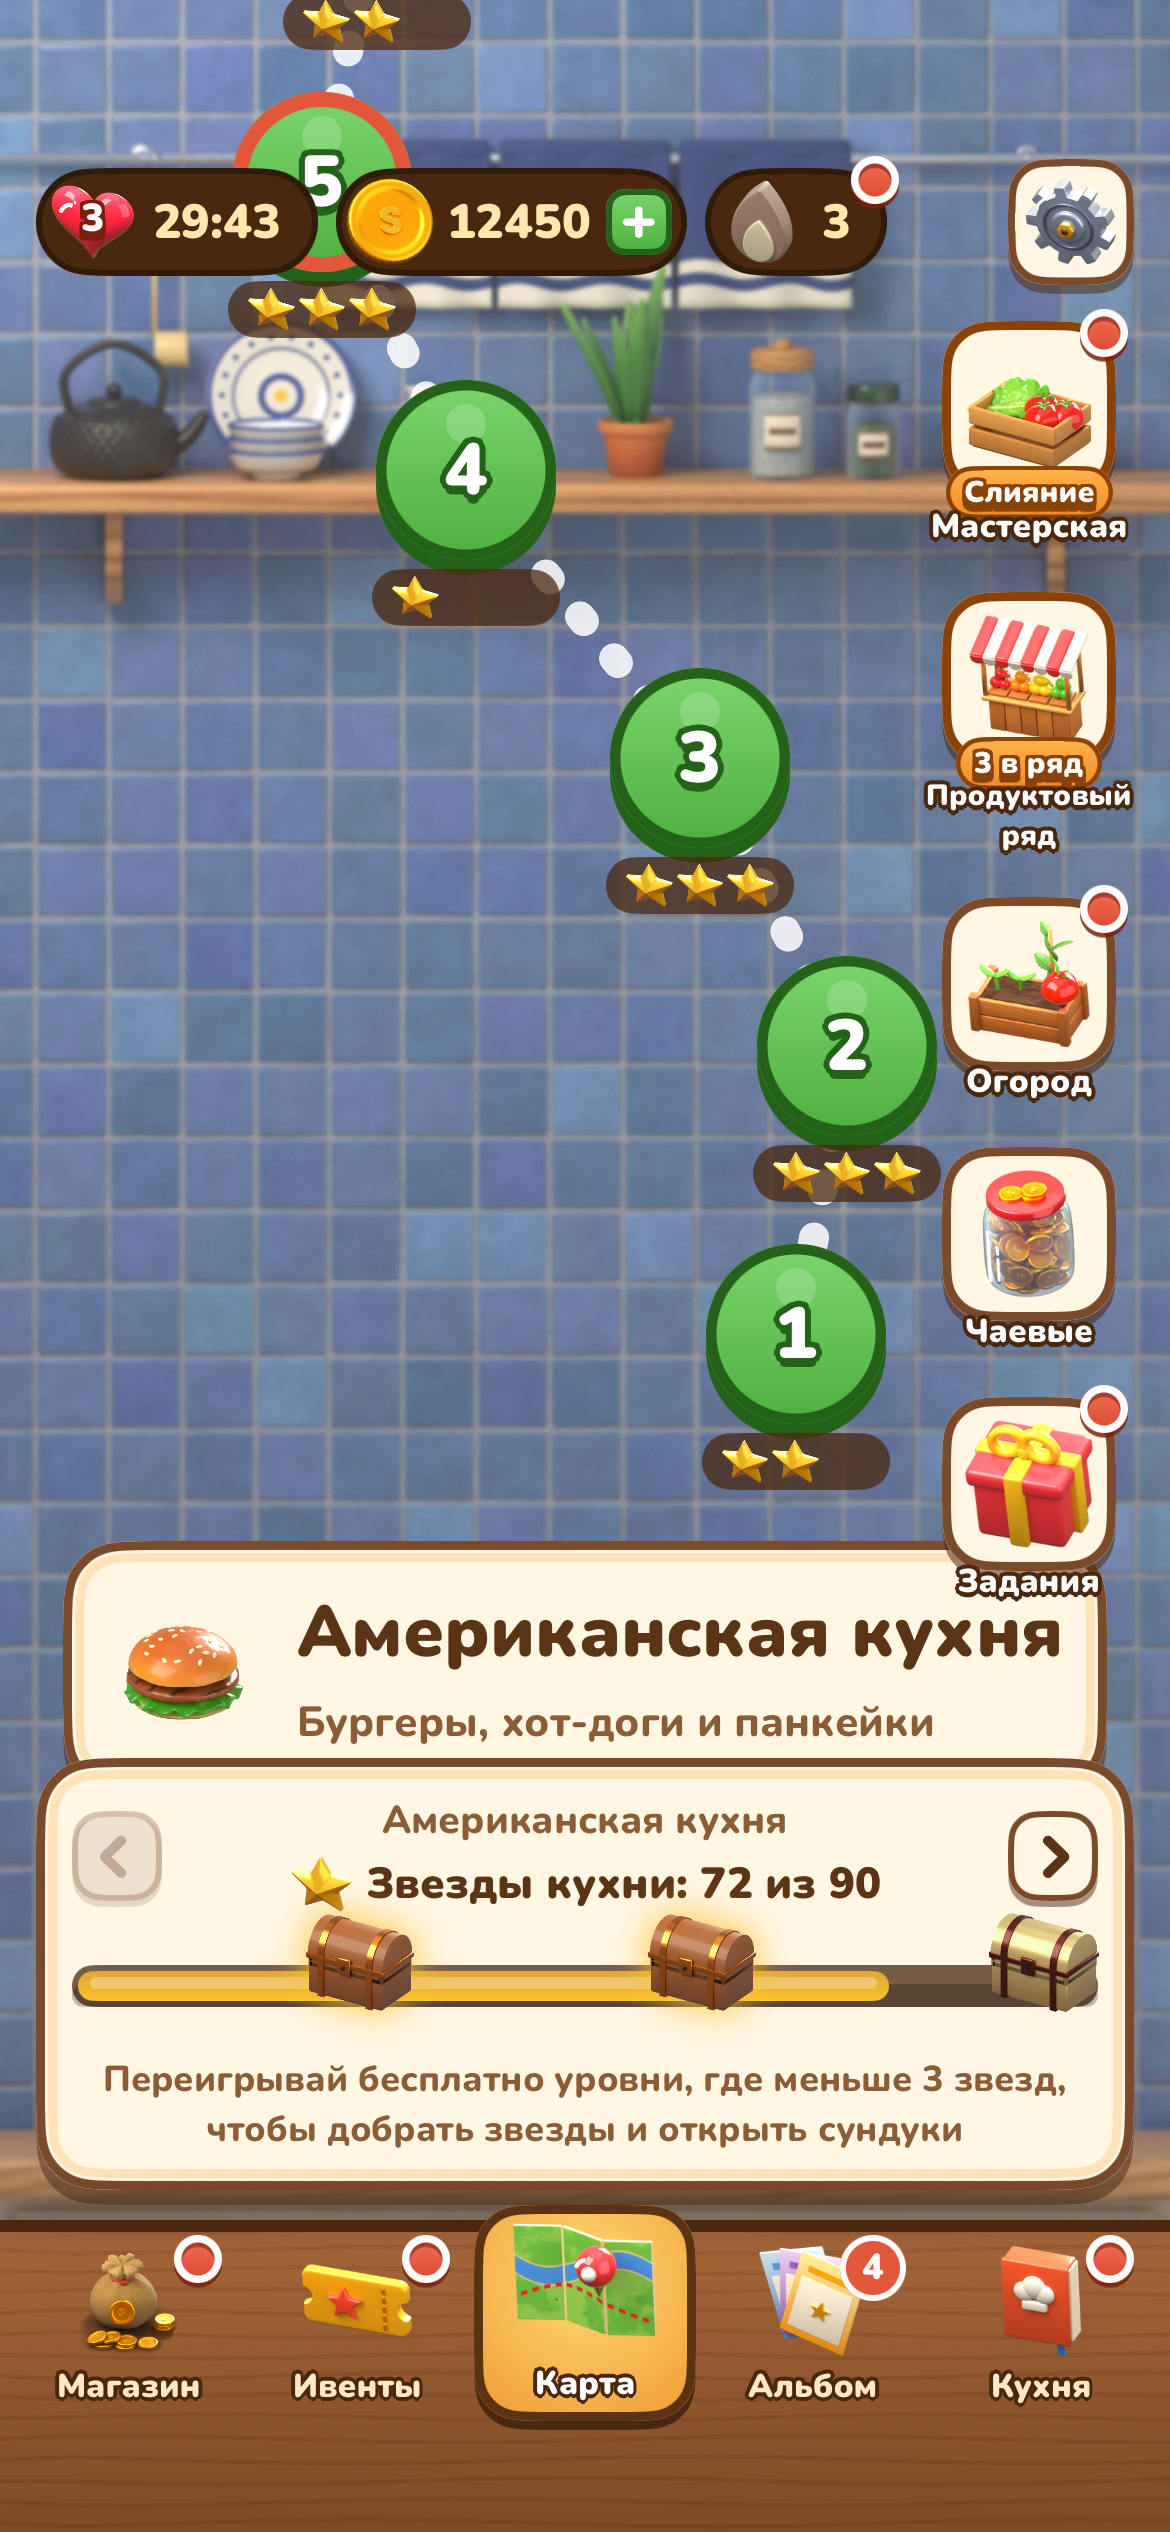 5
3
29:43
12450
3
4
Слияние
Мастерская
3
3 в ряд
Продуктовый
ряд
2
Огород
1
Чаевые
Задания
Американская кухня
Бургеры, хот-доги и панкейки
Американская кухня
Звезды кухни: 72 из 90
Переигрывай бесплатно уровни, где меньше 3 звезд,
чтобы добрать звезды и открыть сундуки
4
Магазин
Ивенты
Карта
Альбом
Кухня